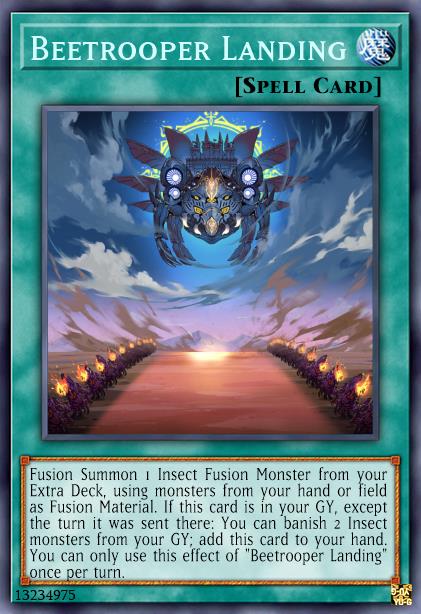 Beetrooper Landing
[Spell Card]
Fusion Summon 1 Insect Fusion Monster from your
Extra Deck, using monsters from your hand or field
as Fusion Material. If this card is in your GY, except
the turn it was sent there: You can banish 2 Insect
monsters from your GY; add this card to your hand.
You can only use this effect of "Beetrooper Landing"
once per turn.
13234975